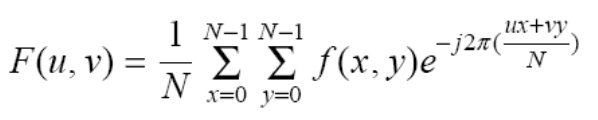 F(u, v) = \frac{1}{N} \sum_{x=0}^{N-1} \sum_{y=0}^{N-1} f(x, y) e^{-j2\pi(\frac{ux+vy}{N})}